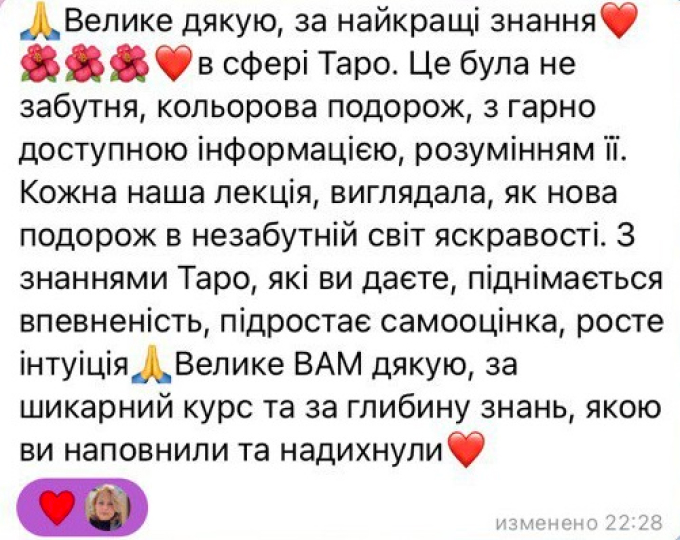 🙏Велике дякую, за найкращі знання❤️
🌺🌺🌺❤️в сфері Таро. Це була не
забутня, кольорова подорож, з гарно
доступною інформацією, розумінням її.
Кожна наша лекція, виглядала, як нова
подорож в незабутній світ яскравості. З
знаннями Таро, які ви даєте, піднімається
впевненість, підростає самооцінка, росте
інтуіція🙏Велике ВАМ дякую, за
шикарний курс та за глибину знань, якою
ви наповнили та надихнули❤️
изменено 22:28